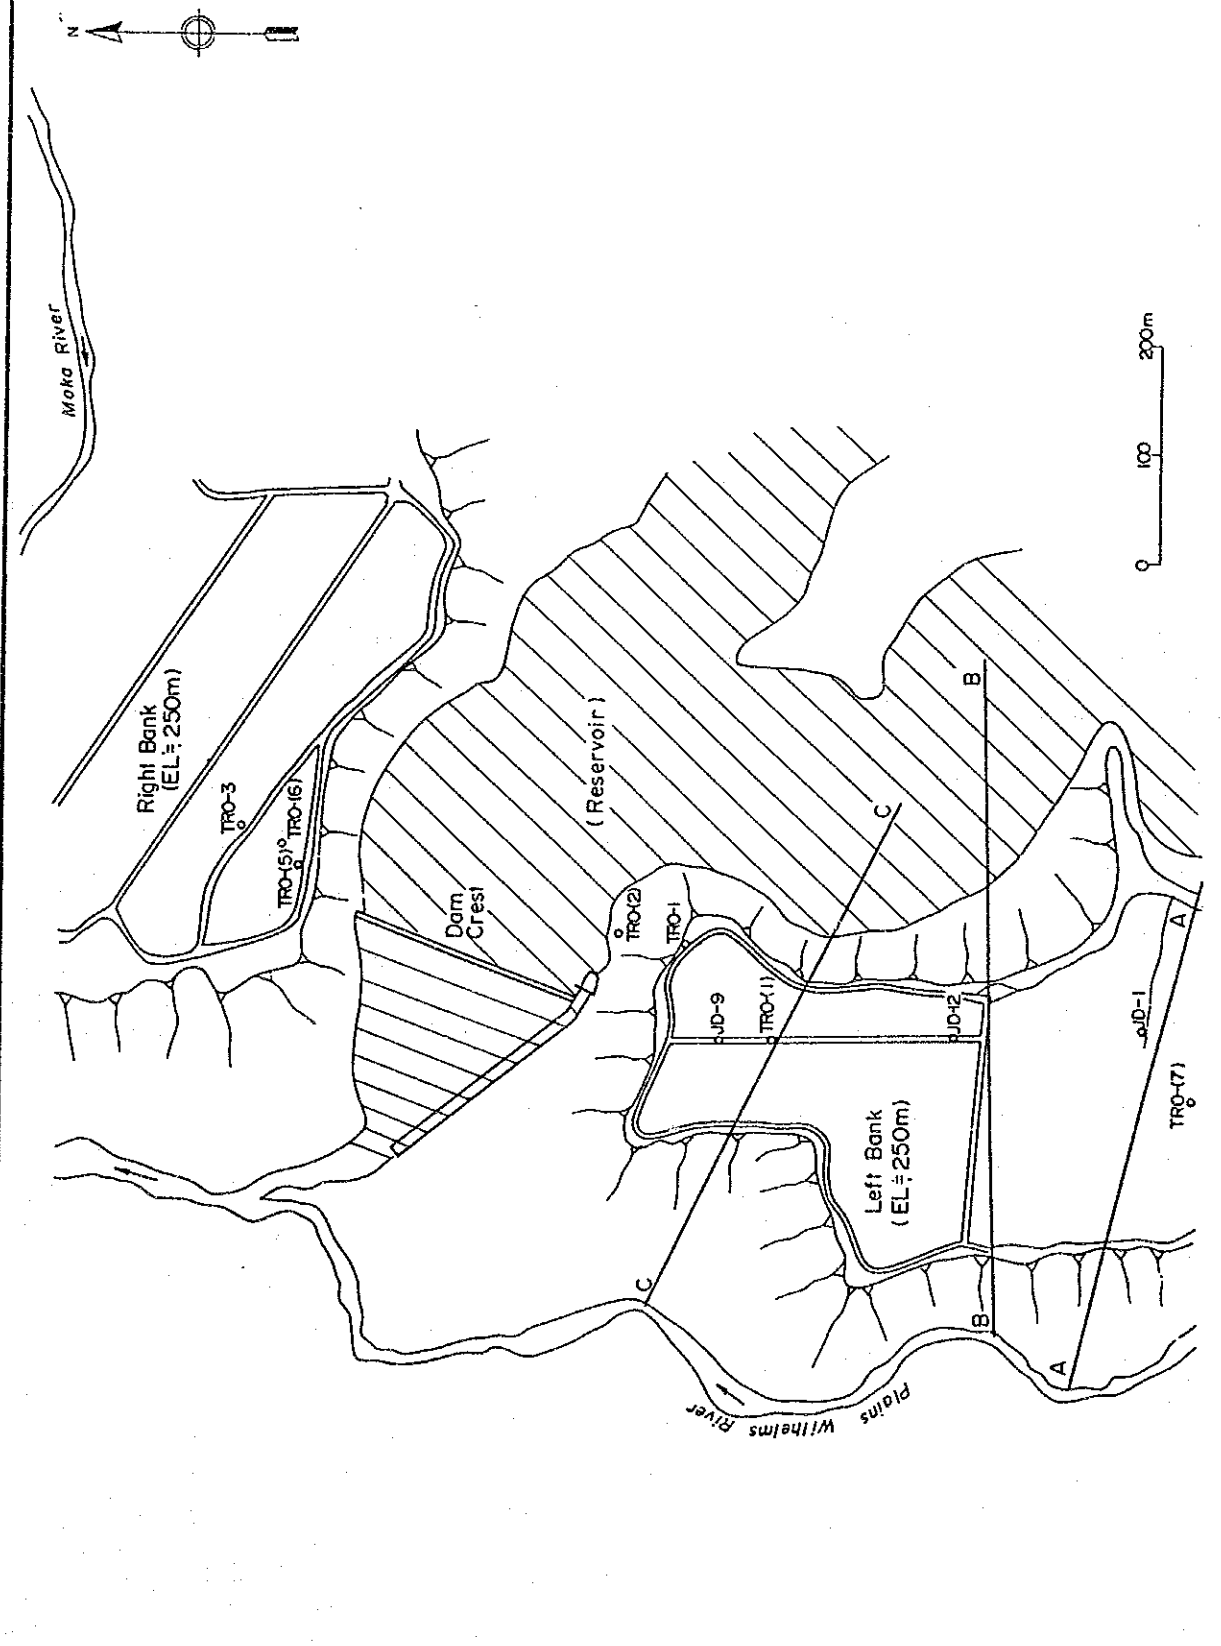 N
Moka River
Right Bank
(EL≒250m)
TRO-3
TRO-(5)
TRO-(6)
Dam
Crest
(Reservoir)
TRO-(2)
TRO-1
JD-9
TRO-(1)
JD-12
Left Bank
(EL≒250m)
C
C
B
B
A
A
JD-1
TRO-(7)
Plains
Wilhelms
River
0
100
200m